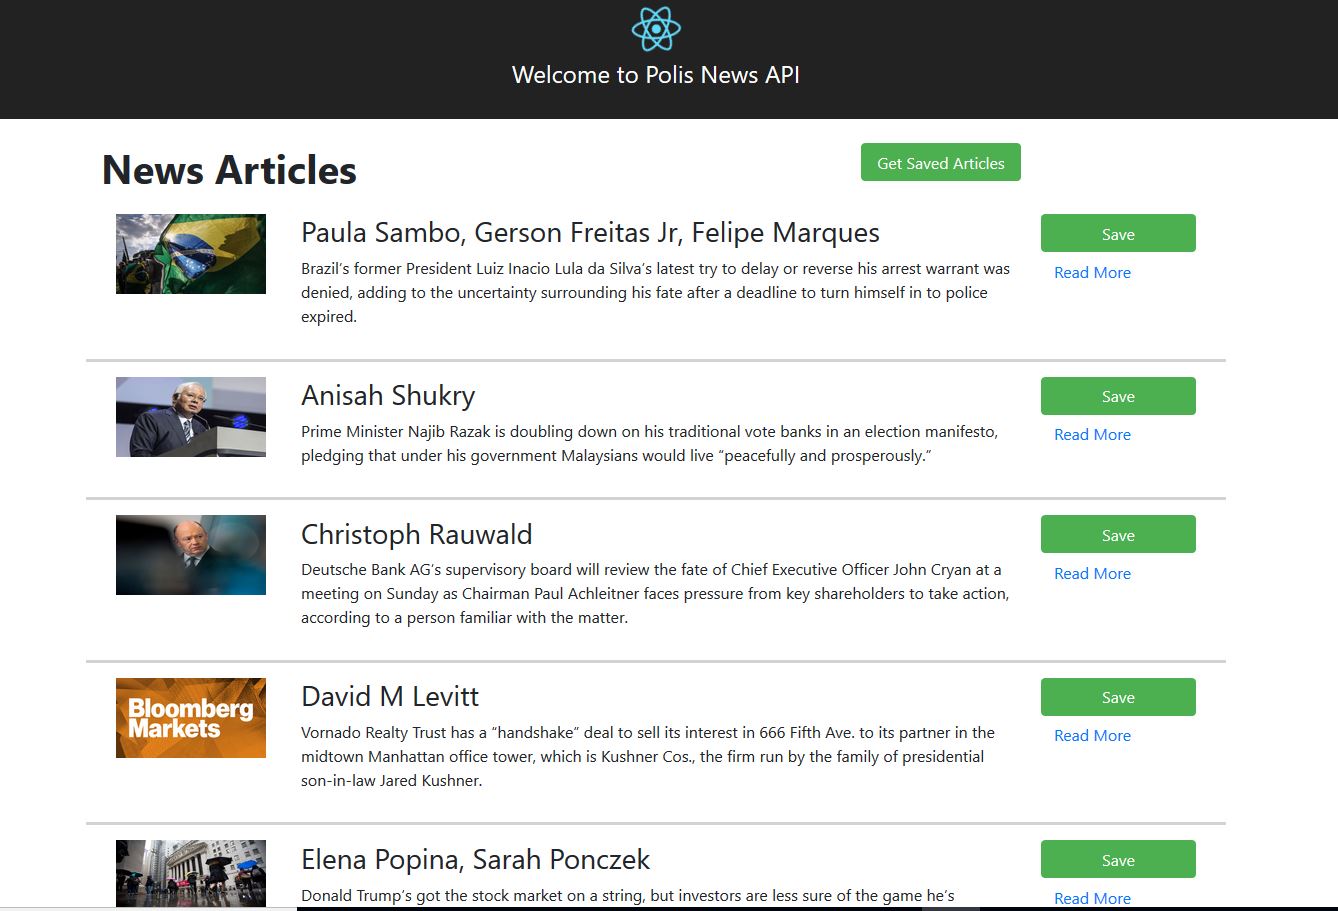 Welcome to Polis News API
News Articles
Get Saved Articles
Paula Sambo, Gerson Freitas Jr, Felipe Marques
Save
Brazil’s former President Luiz Inacio Lula da Silva’s latest try to delay or reverse his arrest warrant was
denied, adding to the uncertainty surrounding his fate after a deadline to turn himself in to police
expired.
Read More
Anisah Shukry
Save
Prime Minister Najib Razak is doubling down on his traditional vote banks in an election manifesto,
pledging that under his government Malaysians would live “peacefully and prosperously.”
Read More
Christoph Rauwald
Save
Deutsche Bank AG’s supervisory board will review the fate of Chief Executive Officer John Cryan at a
meeting on Sunday as Chairman Paul Achleitner faces pressure from key shareholders to take action,
according to a person familiar with the matter.
Read More
Bloomberg
Markets
David M Levitt
Save
Vornado Realty Trust has a “handshake” deal to sell its interest in 666 Fifth Ave. to its partner in the
midtown Manhattan office tower, which is Kushner Cos., the firm run by the family of presidential
son-in-law Jared Kushner.
Read More
Elena Popina, Sarah Ponczek
Save
Donald Trump’s got the stock market on a string, but investors are less sure of the game he’s
Read More